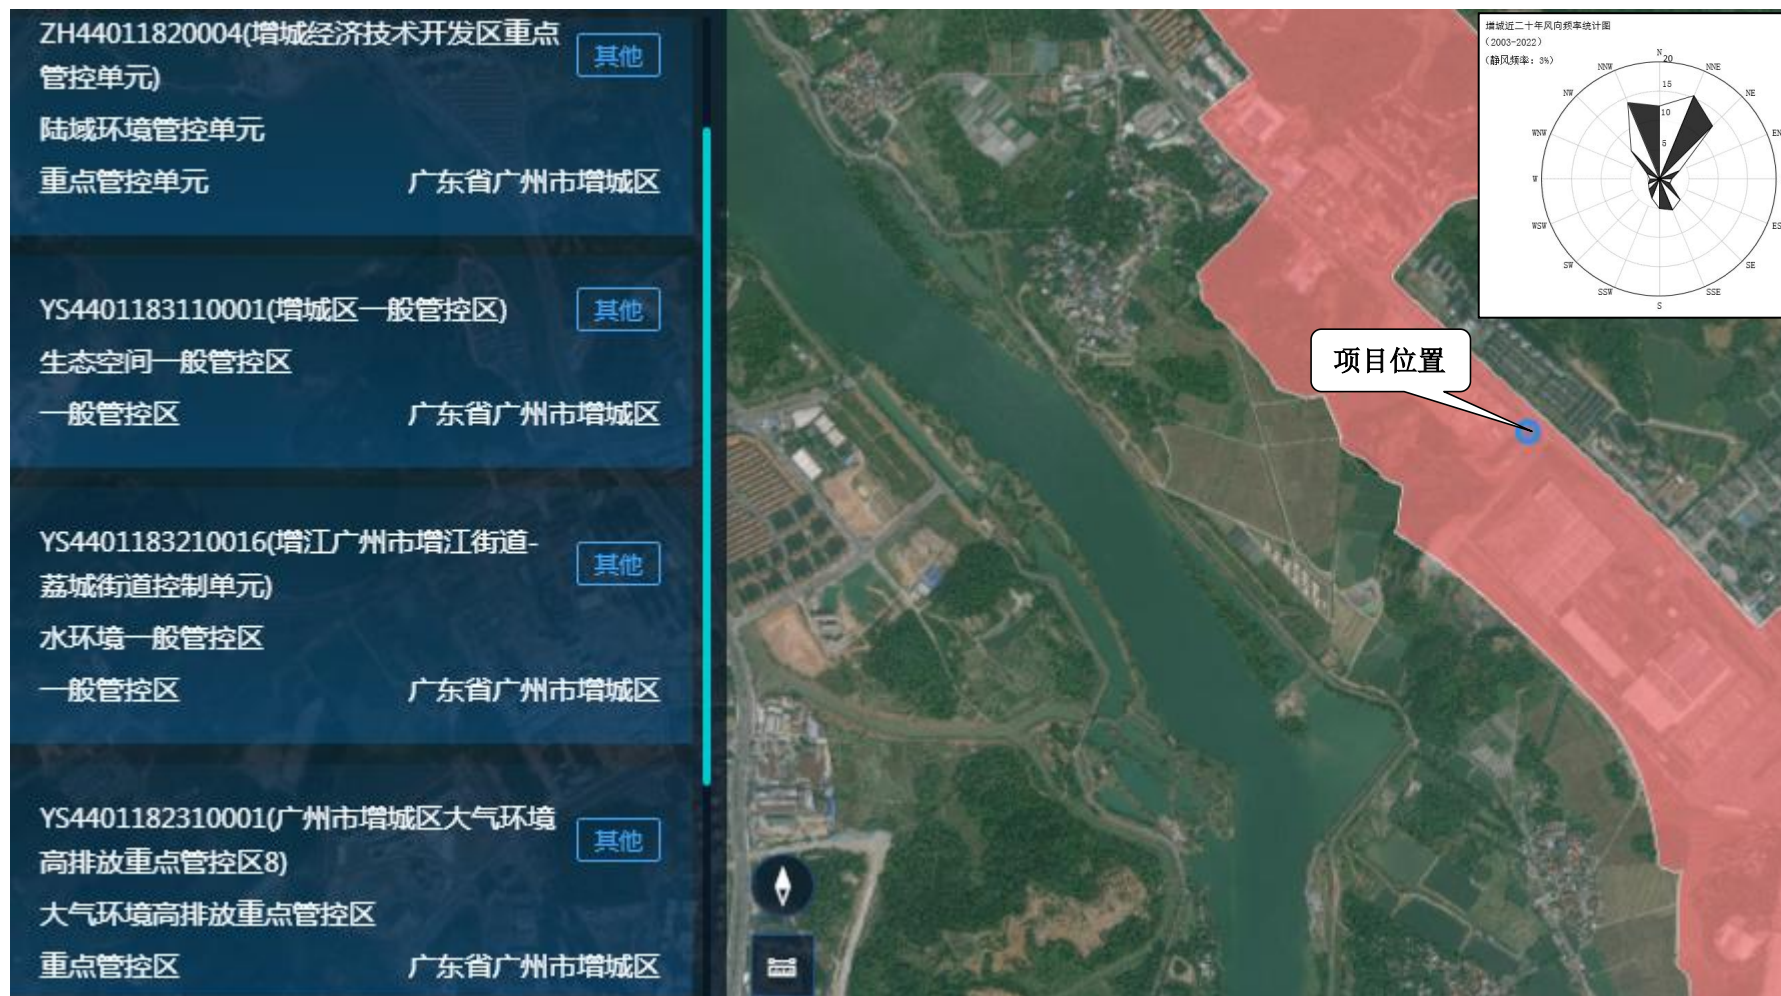 ZH44011820004(增城经济技术开发区重点
管控单元)
其他
陆域环境管控单元
重点管控单元 广东省广州市增城区
YS4401183110001(增城区一般管控区)
其他
生态空间一般管控区
一般管控区 广东省广州市增城区
YS4401183210016(增江广州市增江街道-
荔城街道控制单元)
其他
水环境一般管控区
一般管控区 广东省广州市增城区
YS4401182310001(广州市增城区大气环境
高排放重点管控区8)
其他
大气环境高排放重点管控区
重点管控区 广东省广州市增城区
增城近二十年风向频率统计图
(2003-2022)
(静风频率: 3%)
N
20
15
10
5
NNW
NNE
NW
NE
WNW
EN
W
WSW
ES
SW
SE
SSW
SSE
S
项目位置